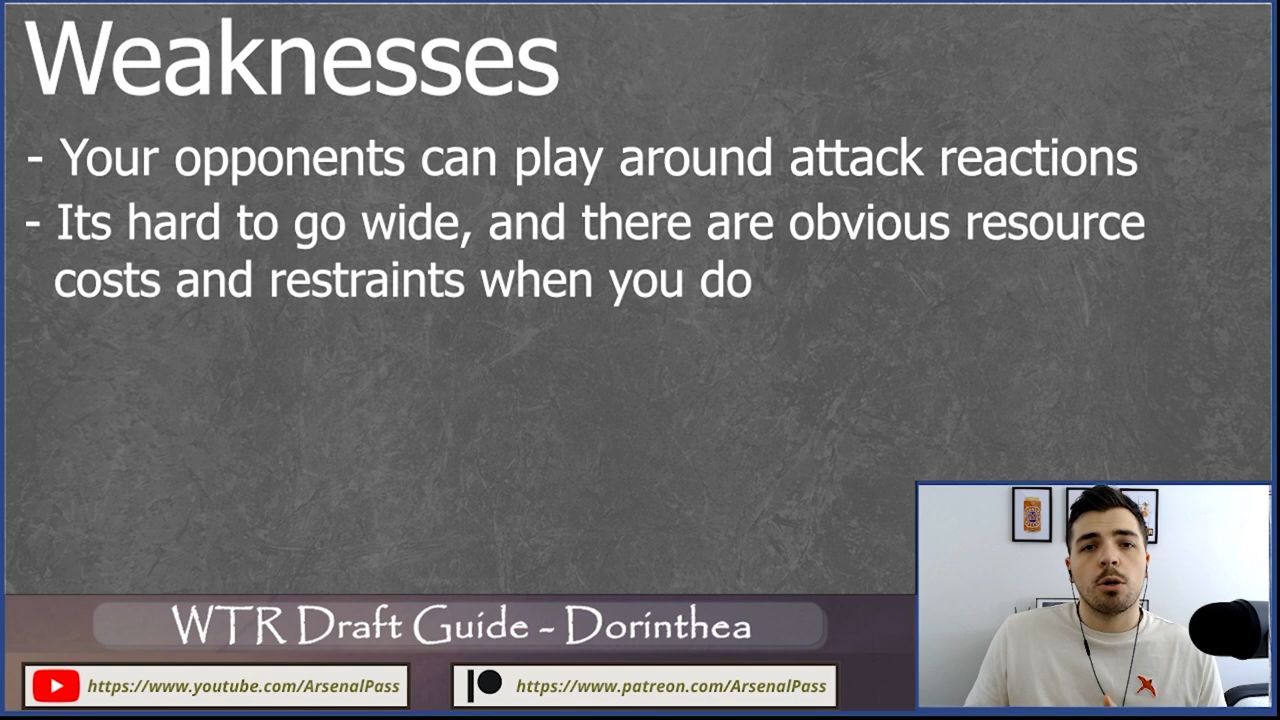 Weaknesses
- Your opponents can play around attack reactions
- Its hard to go wide, and there are obvious resource
costs and restraints when you do
WTR Draft Guide - Dorinthea
https://www.youtube.com/ArsenalPass
https://www.patreon.com/ArsenalPass